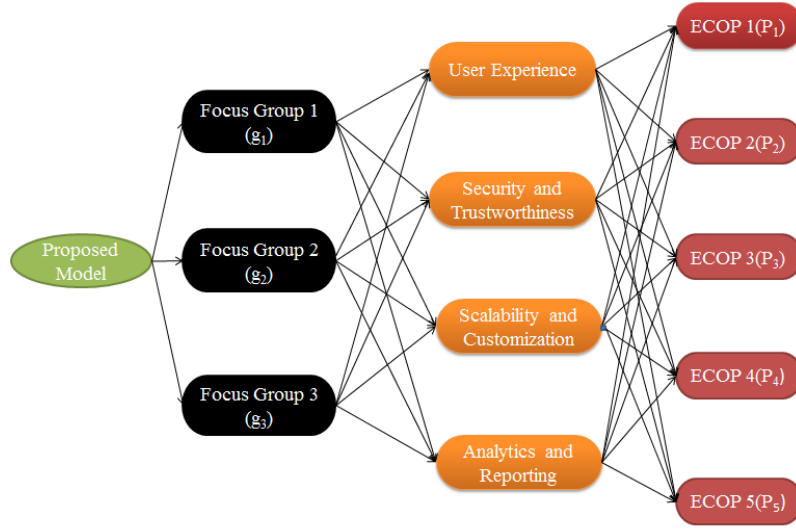 Proposed
Model
Focus Group 1
(g₁)
Focus Group 2
(g₂)
Focus Group 3
(g₃)
User Experience
Security and
Trustworthiness
Scalability and
Customization
Analytics and
Reporting
ECOP 1(P₁)
ECOP 2(P₂)
ECOP 3(P₃)
ECOP 4(P₄)
ECOP 5(P₅)